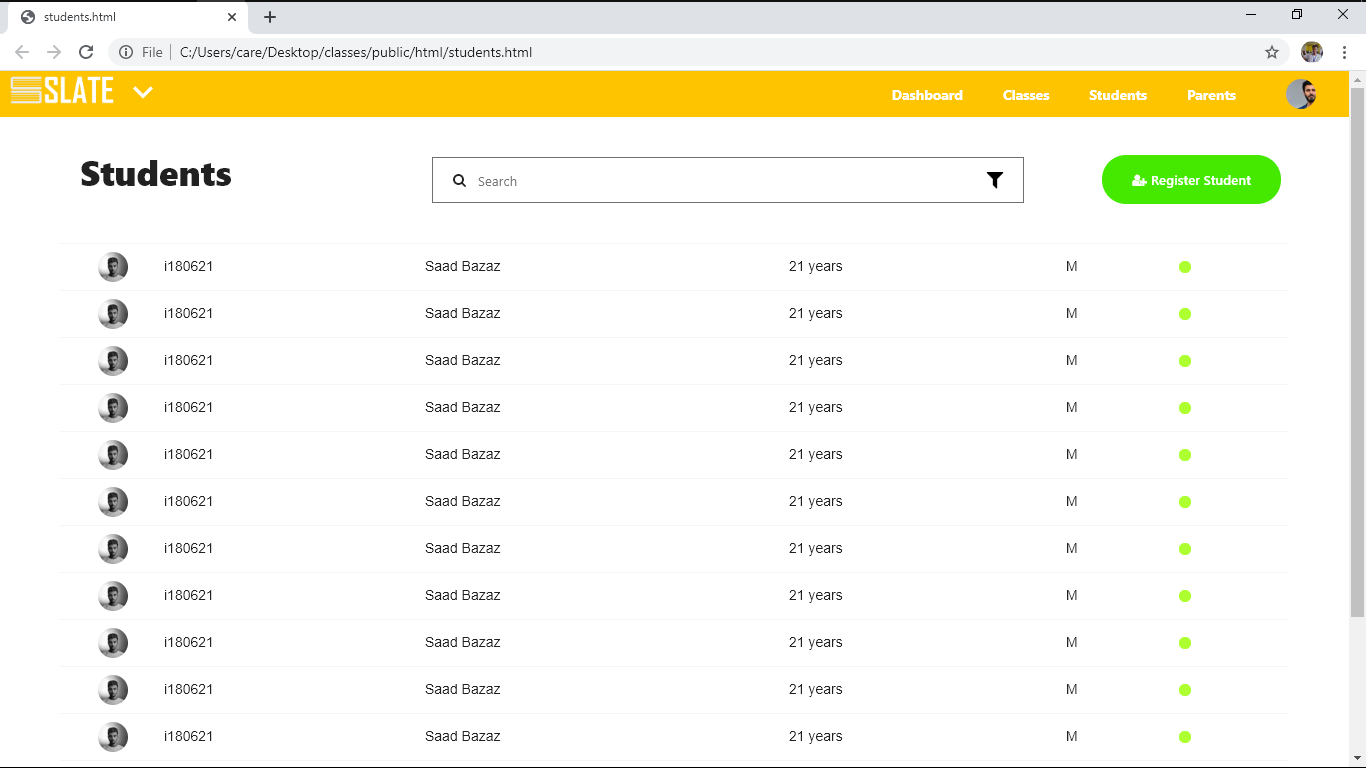 students.html
File C:/Users/care/Desktop/classes/public/html/students.html
SLATE Dashboard Classes Students Parents
Students Search Register Student
i180621 Saad Bazaz 21 years M
i180621 Saad Bazaz 21 years M
i180621 Saad Bazaz 21 years M
i180621 Saad Bazaz 21 years M
i180621 Saad Bazaz 21 years M
i180621 Saad Bazaz 21 years M
i180621 Saad Bazaz 21 years M
i180621 Saad Bazaz 21 years M
i180621 Saad Bazaz 21 years M
i180621 Saad Bazaz 21 years M
i180621 Saad Bazaz 21 years M